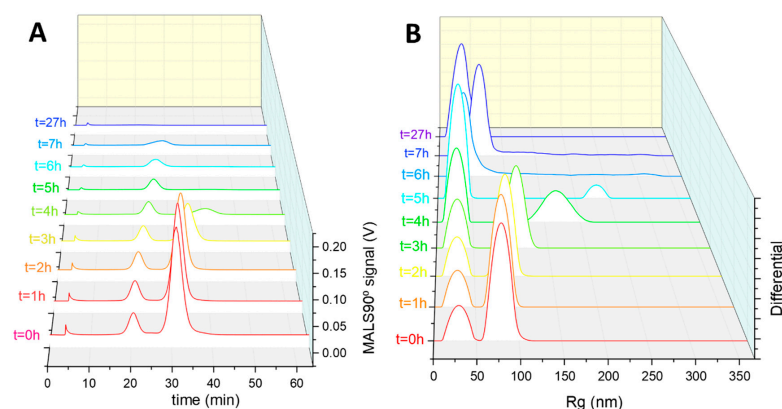 A
t=27h
t=7h
t=6h
t=5h
t=4h
t=3h
t=2h
t=1h
t=0h
0.20
0.15
0.10
0.05
0.00
MALS90º signal (V)
0 10 20 30 40 50 60
time (min)
B
t=27h
t=7h
t=6h
t=5h
t=4h
t=3h
t=2h
t=1h
t=0h
Differential
0 50 100 150 200 250 300 350
Rg (nm)